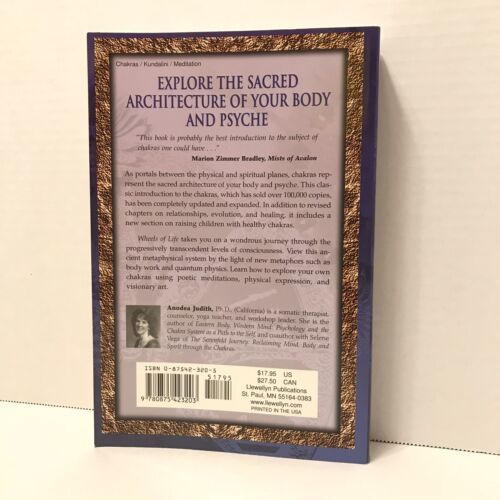 Chakras / Kundalini / Meditation
EXPLORE THE SACRED
ARCHITECTURE OF YOUR BODY
AND PSYCHE
"This book is probably the best introduction to the subject of
chakras one could have . . ."
Marion Zimmer Bradley, Mists of Avalon
As portals between the physical and spiritual planes, chakras rep-
resent the sacred architecture of your body and psyche. This clas-
sic introduction to the chakras, which has sold over 100,000 copies,
has been completely updated and expanded. In addition to revised
chapters on relationships, evolution, and healing, it includes a
new section on raising children with healthy chakras.
Wheels of Life takes you on a wondrous journey through the
progressively transcendent levels of consciousness. View this an-
cient metaphysical system by the light of new metaphors such as
body work and quantum physics. Learn how to explore your own
chakras using poetic meditations, physical expression, and
visionary art.
Anodea Judith, Ph.D., (California) is a somatic therapist,
counselor, yoga teacher, and workshop leader. She is the
author of Eastern Body, Western Mind: Psychology and the
Chakra System as a Path to the Self, and coauthor with Selene
Vega of The Sevenfold Journey: Reclaiming Mind, Body and
Spirit through the Chakras.
ISBN 0-87542-320-5
51795
9 780875 423203
$17.95 US
$27.50 CAN
Llewellyn Publications
St. Paul, MN 55164-0383
www.llewellyn.com
PRINTED IN THE USA